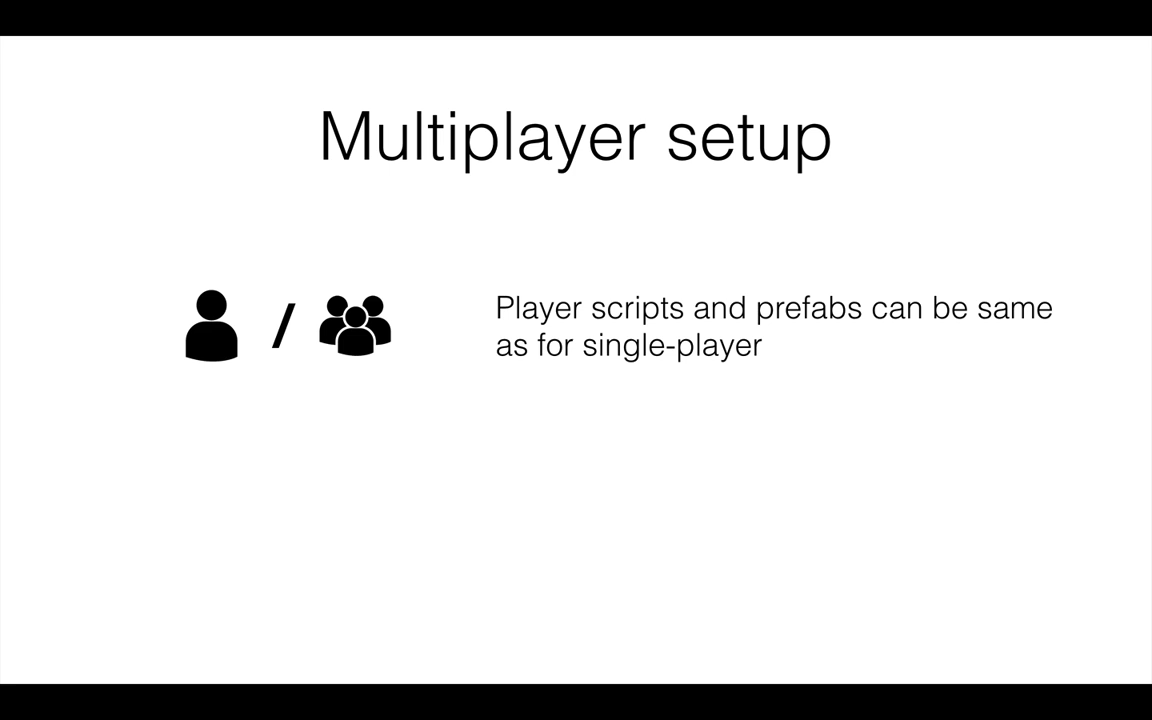 Multiplayer setup
/
Player scripts and prefabs can be same
as for single-player